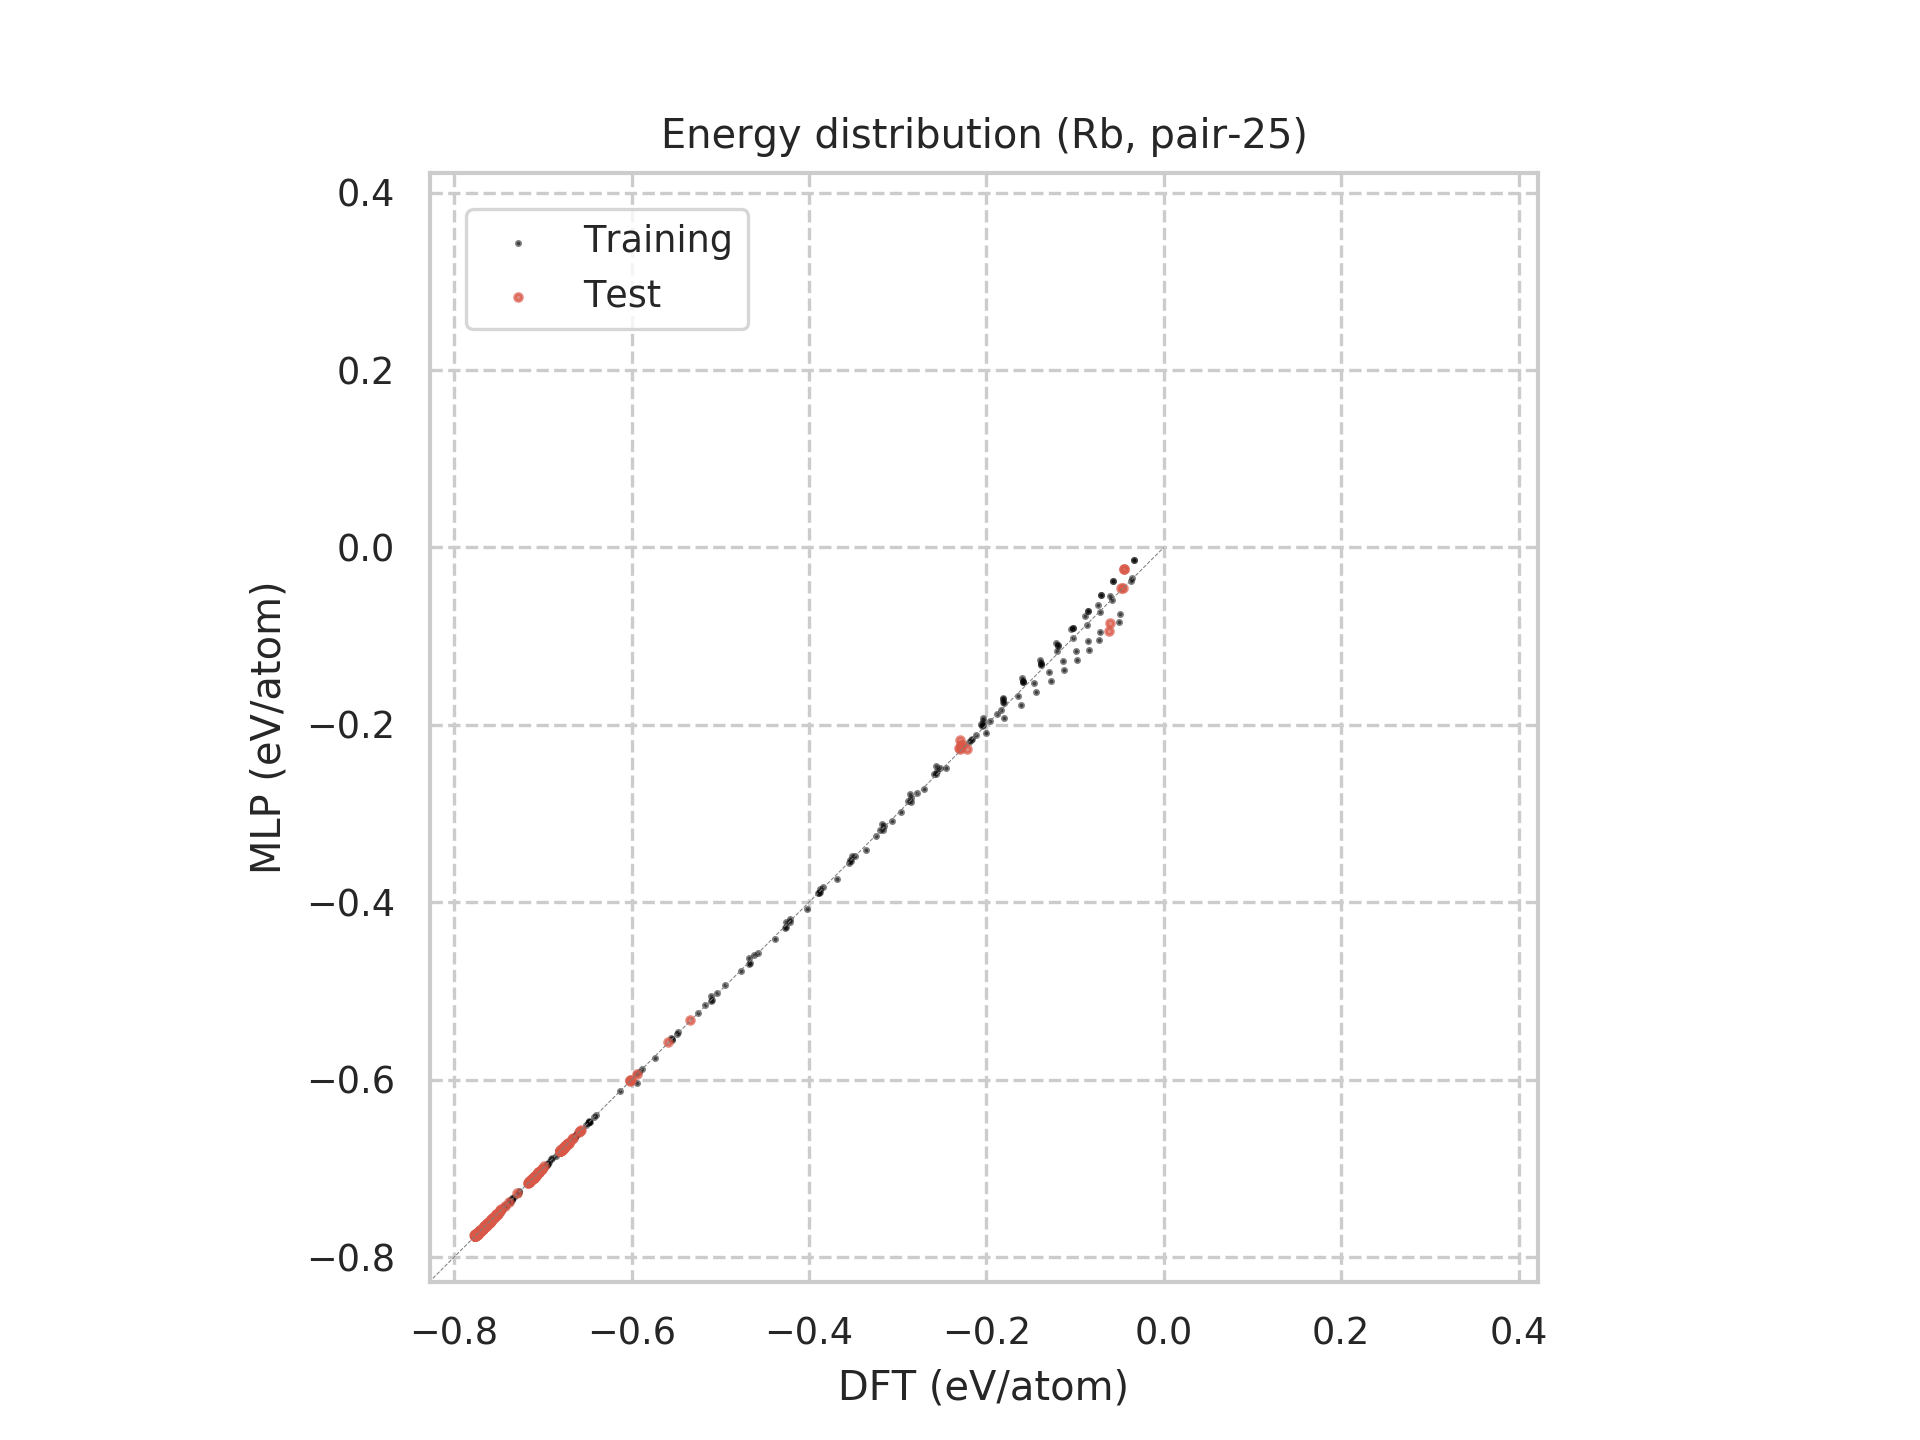 Energy distribution (Rb, pair-25)
0.4
Training
Test
0.2
0.0
MLP (eV/atom)
−0.2
−0.4
−0.6
−0.8
−0.8 −0.6 −0.4 −0.2 0.0 0.2 0.4
DFT (eV/atom)